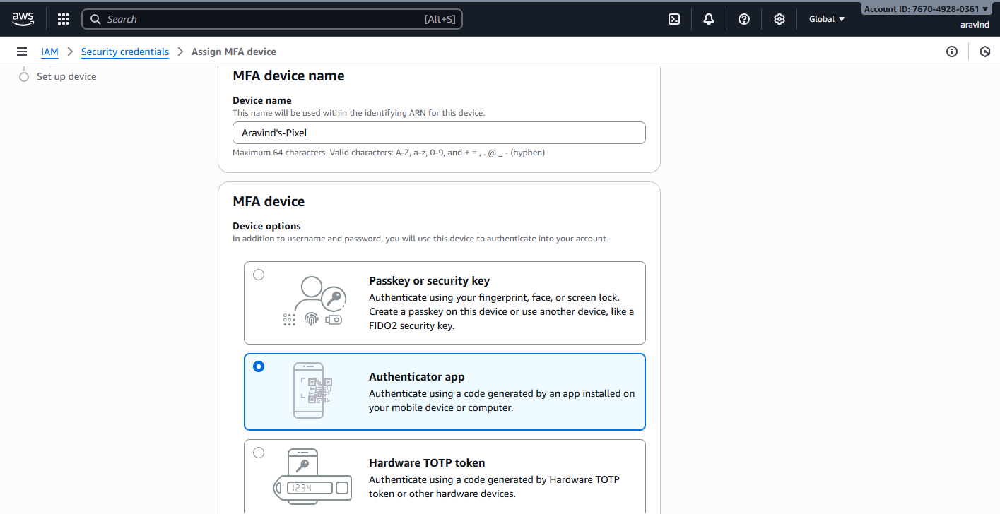 aws
Search
[Alt+S]
Global
Account ID: 7670-4928-0361
aravind
IAM
Security credentials
Assign MFA device
Set up device
MFA device name
Device name
This name will be used within the identifying ARN for this device.
Aravind's-Pixel
Maximum 64 characters. Valid characters: A-Z, a-z, 0-9, and + = , . @ _ - (hyphen)
MFA device
Device options
In addition to username and password, you will use this device to authenticate into your account.
Passkey or security key
Authenticate using your fingerprint, face, or screen lock.
Create a passkey on this device or use another device, like a
FIDO2 security key.
Authenticator app
Authenticate using a code generated by an app installed on
your mobile device or computer.
Hardware TOTP token
1234
Authenticate using a code generated by Hardware TOTP
token or other hardware devices.